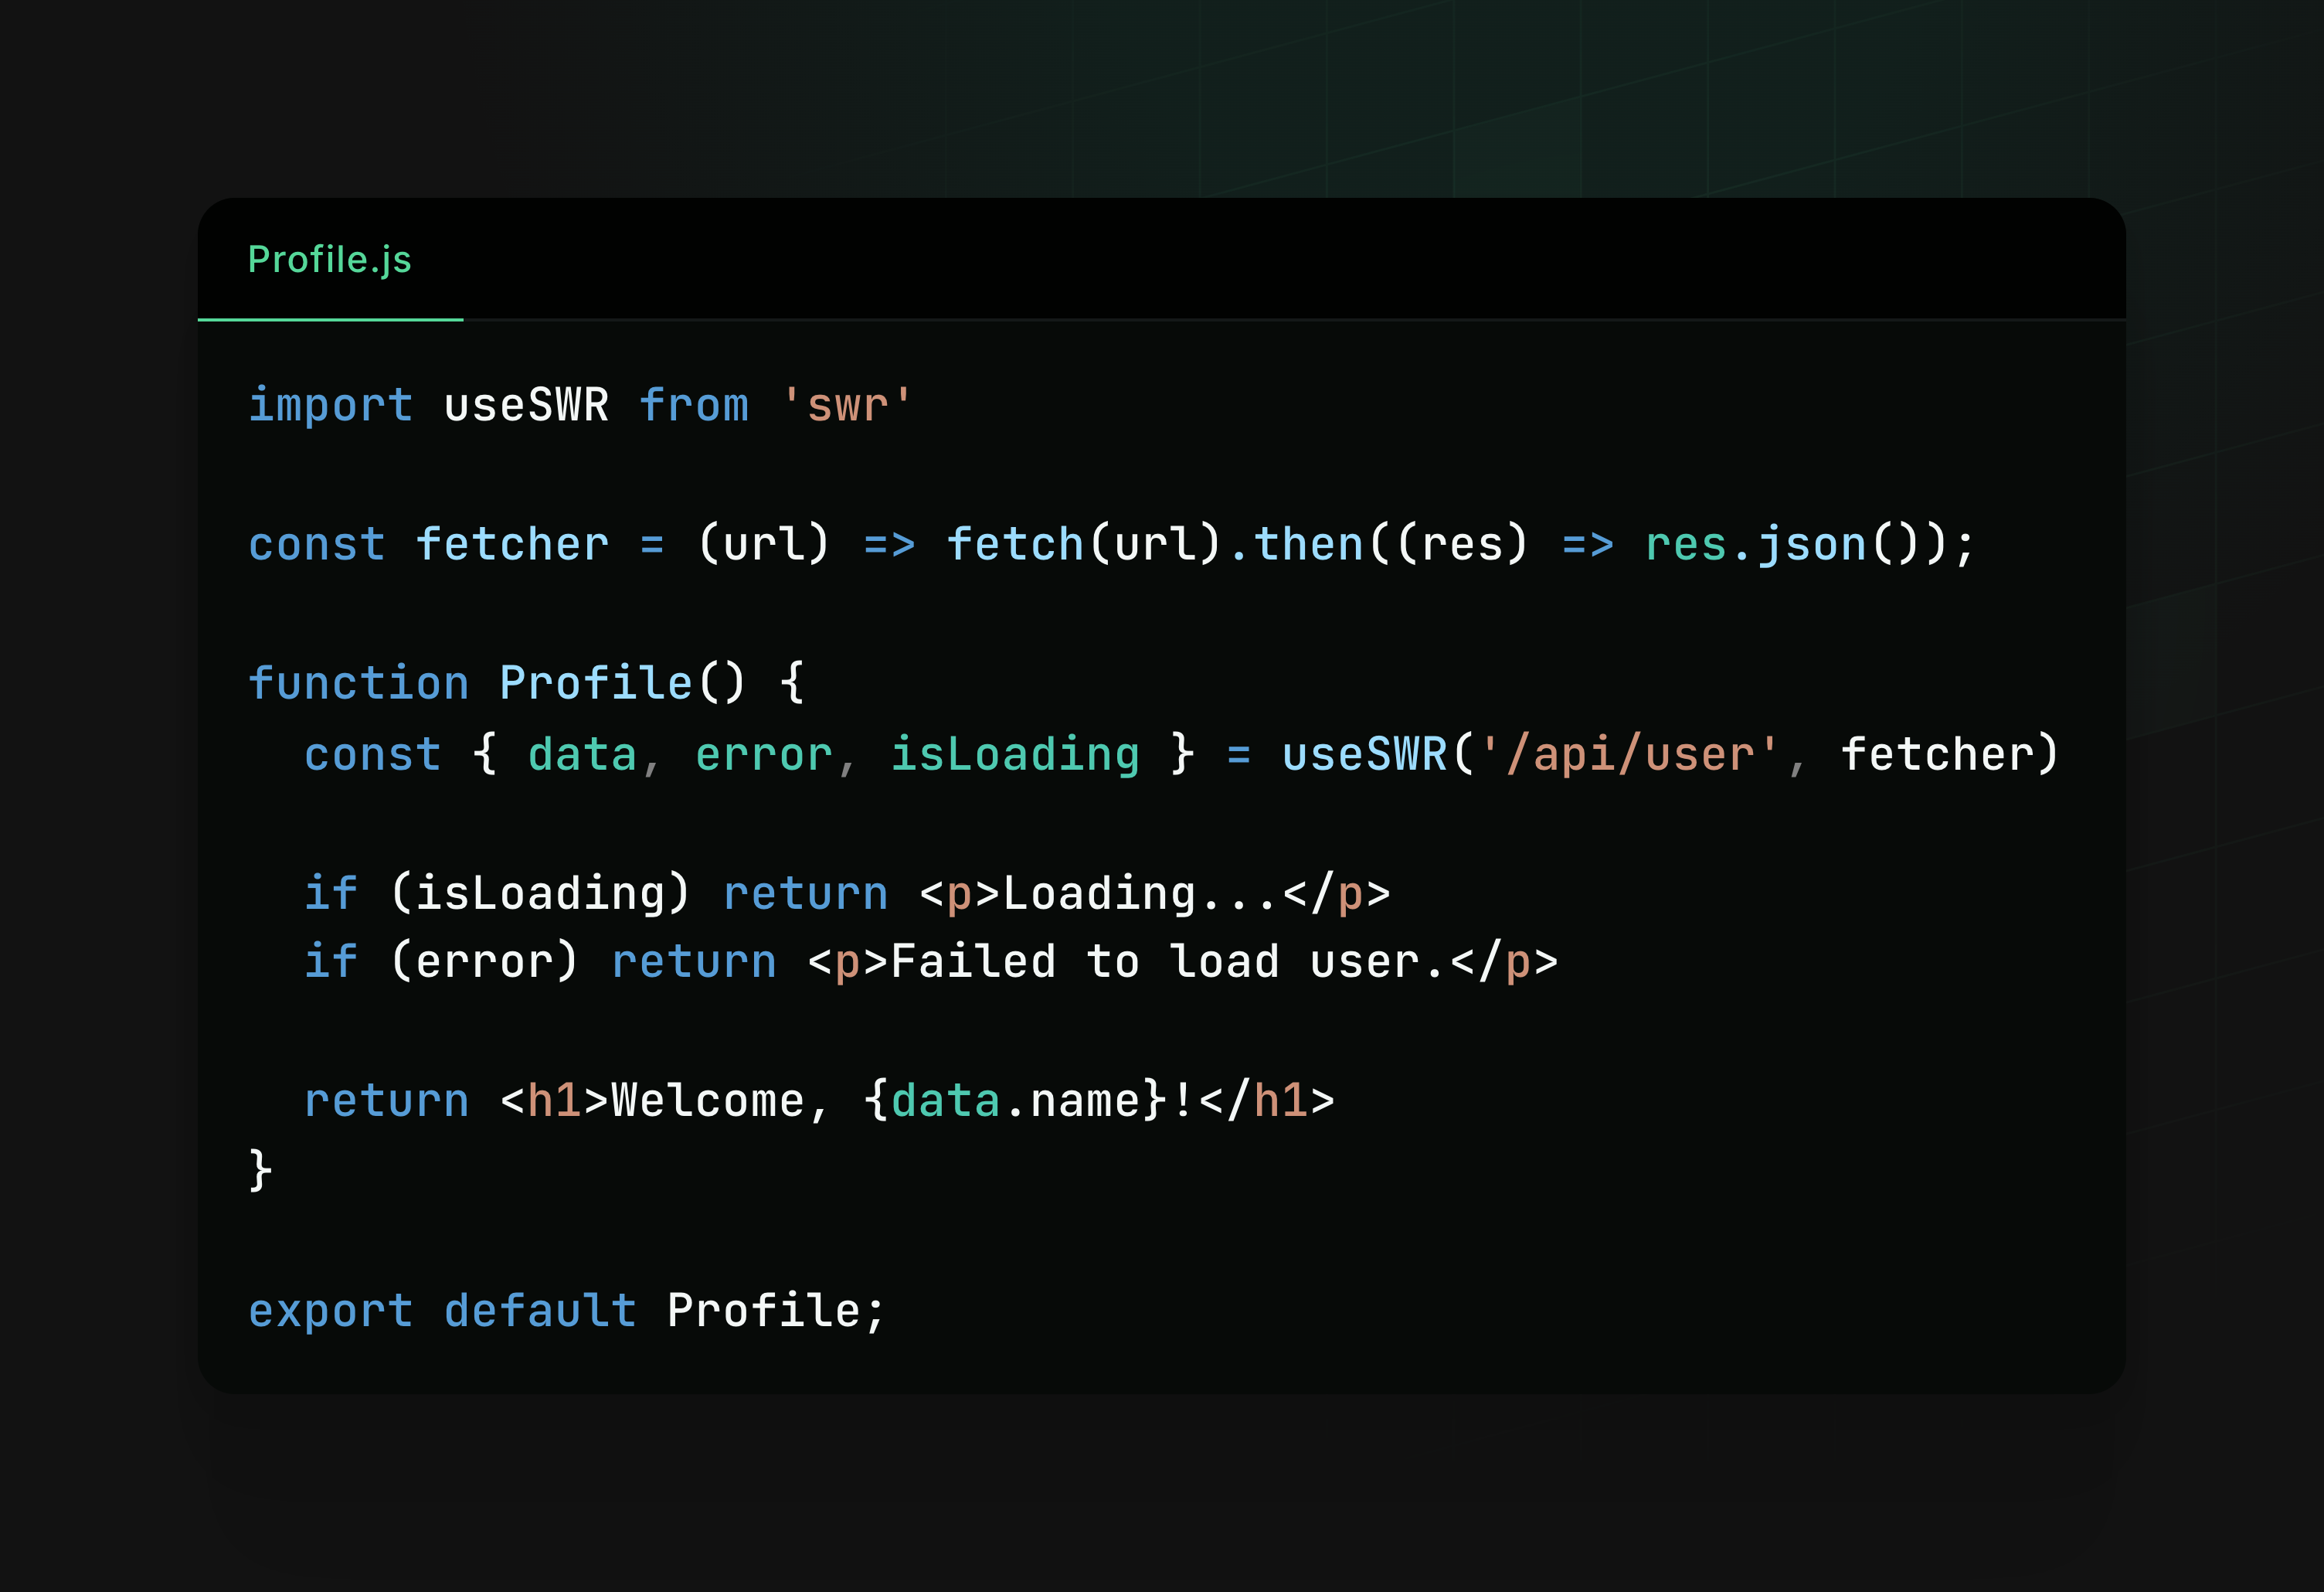 Profile.js
import useSWR from 'swr'
const fetcher = (url) => fetch(url).then((res) => res.json());
function Profile() {
  const { data, error, isLoading } = useSWR('/api/user', fetcher)
  if (isLoading) return <p>Loading...</p>
  if (error) return <p>Failed to load user.</p>
  return <h1>Welcome, {data.name}!</h1>
}
export default Profile;